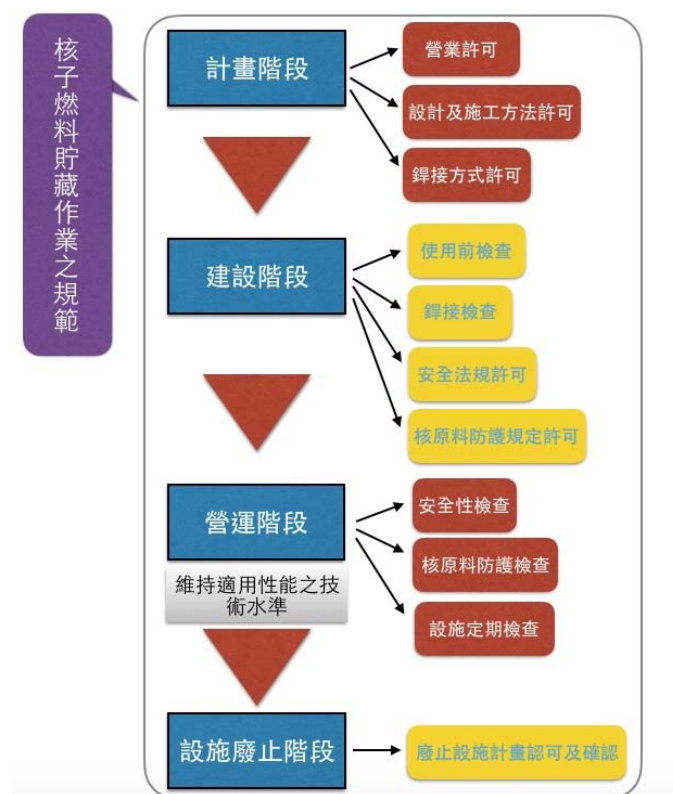 核子燃料貯藏作業之規範
計畫階段
營業許可
設計及施工方法許可
銲接方式許可
建設階段
使用前檢查
銲接檢查
安全法規許可
核原料防護規定許可
營運階段
維持適用性能之技
術水準
安全性檢查
核原料防護檢查
設施定期檢查
設施廢止階段
廢止設施計畫認可及確認